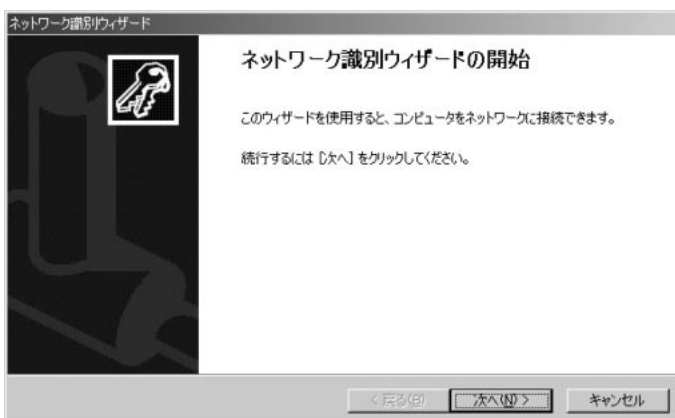 ネットワーク識別ウィザード
ネットワーク識別ウィザードの開始
このウィザードを使用すると、コンピュータをネットワークに接続できます。
続行するには [次へ] をクリックしてください。
< 戻る(B)
次へ(N) >
キャンセル